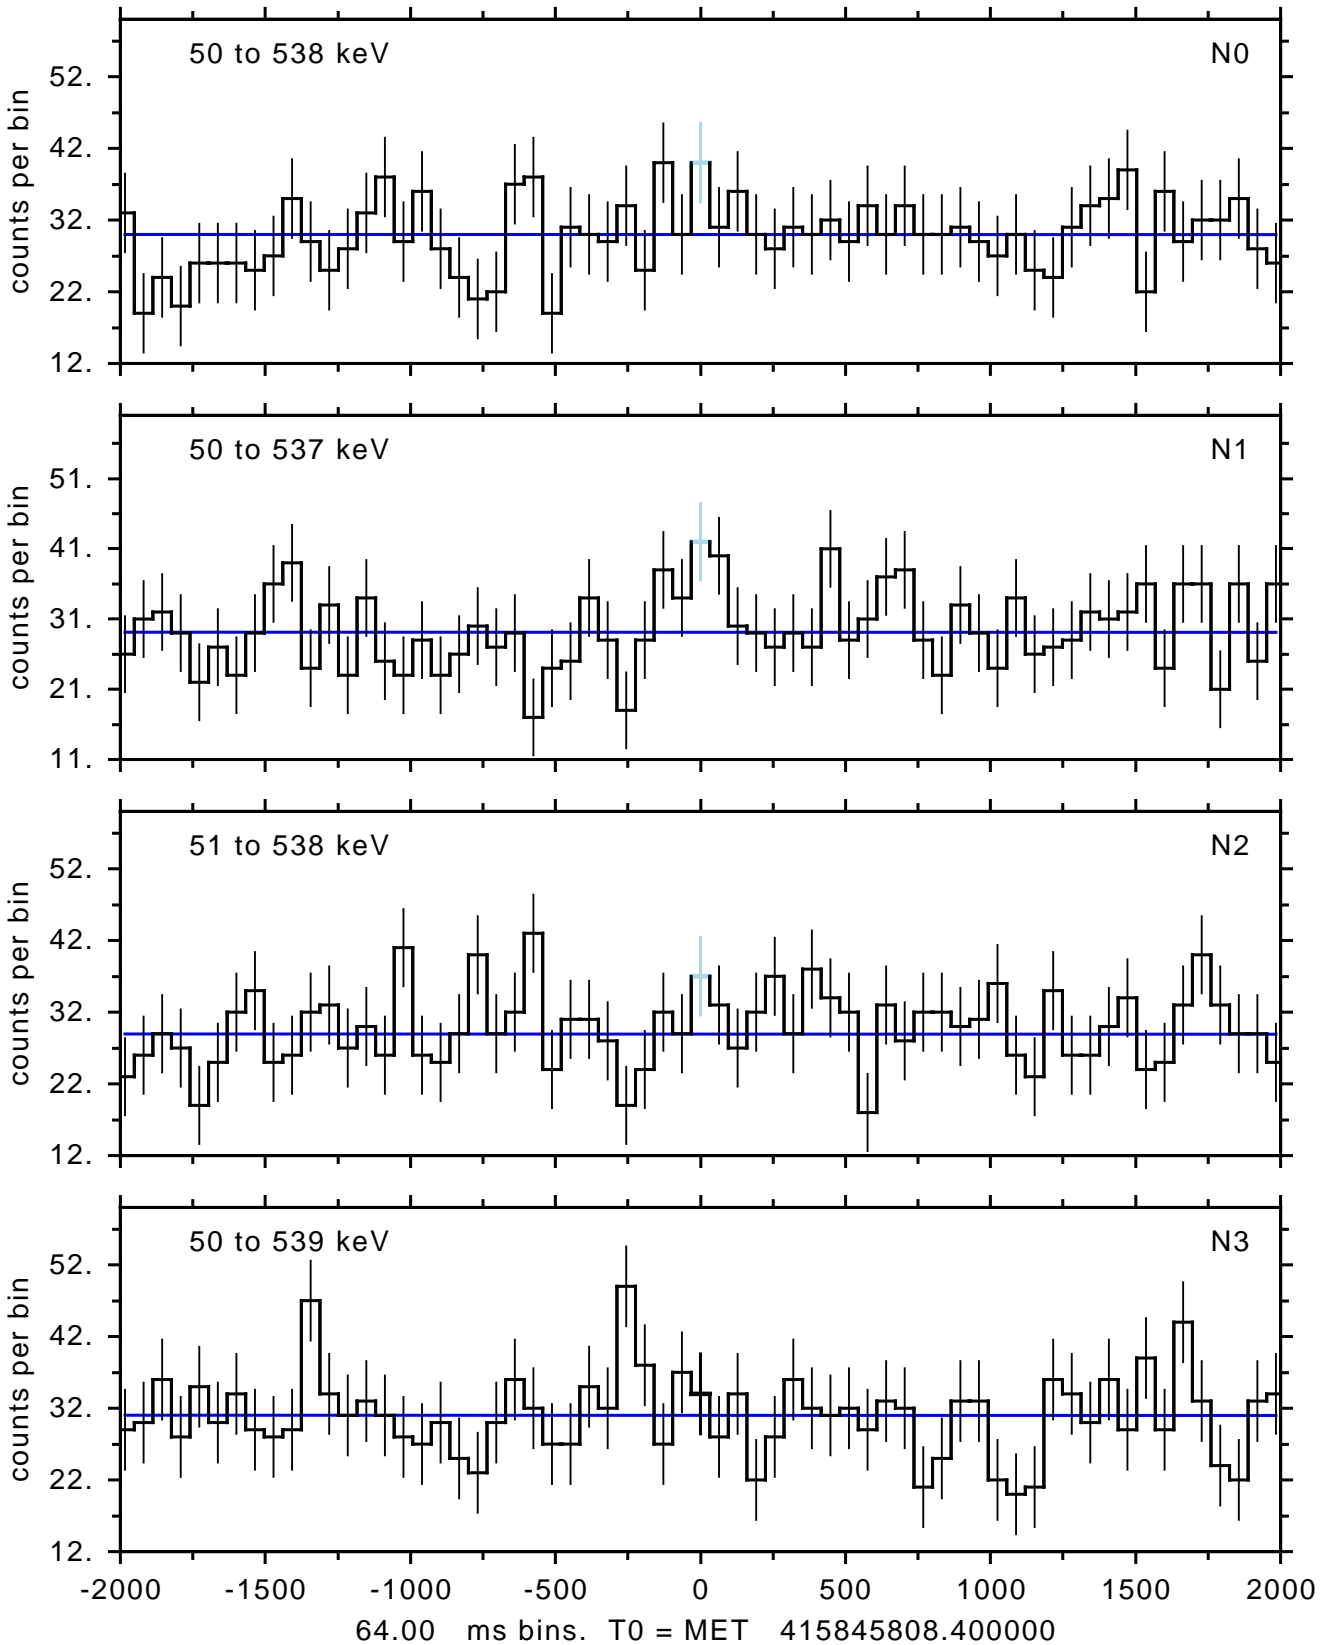 50 to 538 keV N0
52.
42.
32.
22.
12.
counts per bin
50 to 537 keV N1
51.
41.
31.
21.
11.
counts per bin
51 to 538 keV N2
52.
42.
32.
22.
12.
counts per bin
50 to 539 keV N3
52.
42.
32.
22.
12.
counts per bin
-2000 -1500 -1000 -500 0 500 1000 1500 2000
64.00 ms bins. T0 = MET 415845808.400000